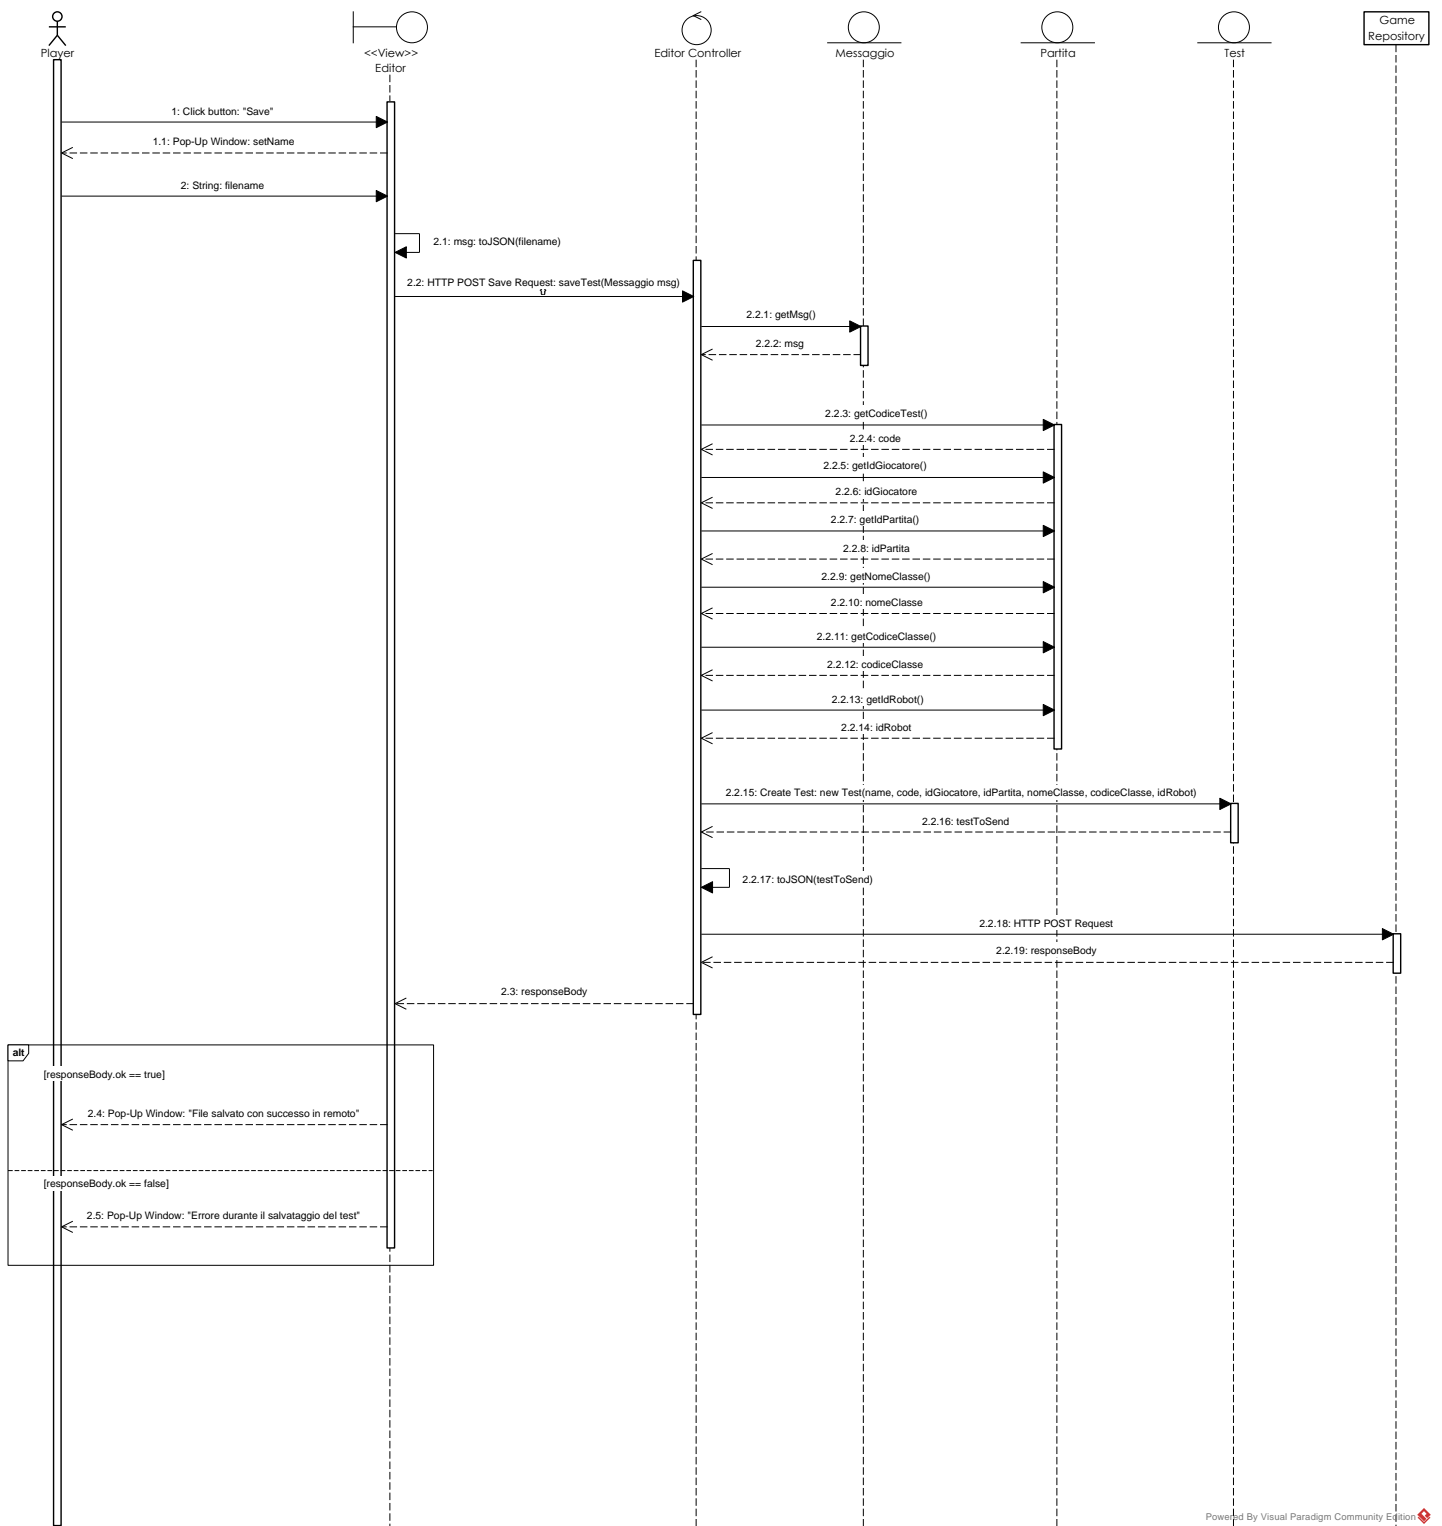 Player
<<View>>
Editor
Editor Controller
Messaggio
Partita
Test
Game
Repository
1: Click button: "Save"
1.1: Pop-Up Window: setName
2: String: filename
2.1: msg: toJSON(filename)
2.2: HTTP POST Save Request: saveTest(Messaggio msg)
2.2.1: getMsg()
2.2.2: msg
2.2.3: getCodiceTest()
2.2.4: code
2.2.5: getIdGiocatore()
2.2.6: idGiocatore
2.2.7: getIdPartita()
2.2.8: idPartita
2.2.9: getNomeClasse()
2.2.10: nomeClasse
2.2.11: getCodiceClasse()
2.2.12: codiceClasse
2.2.13: getIdRobot()
2.2.14: idRobot
2.2.15: Create Test: new Test(name, code, idGiocatore, idPartita, nomeClasse, codiceClasse, idRobot)
2.2.16: testToSend
2.2.17: toJSON(testToSend)
2.2.18: HTTP POST Request
2.2.19: responseBody
2.3: responseBody
alt
[responseBody.ok == true]
2.4: Pop-Up Window: "File salvato con successo in remoto"
[responseBody.ok == false]
2.5: Pop-Up Window: "Errore durante il salvataggio del test"
Powered By Visual Paradigm Community Edition